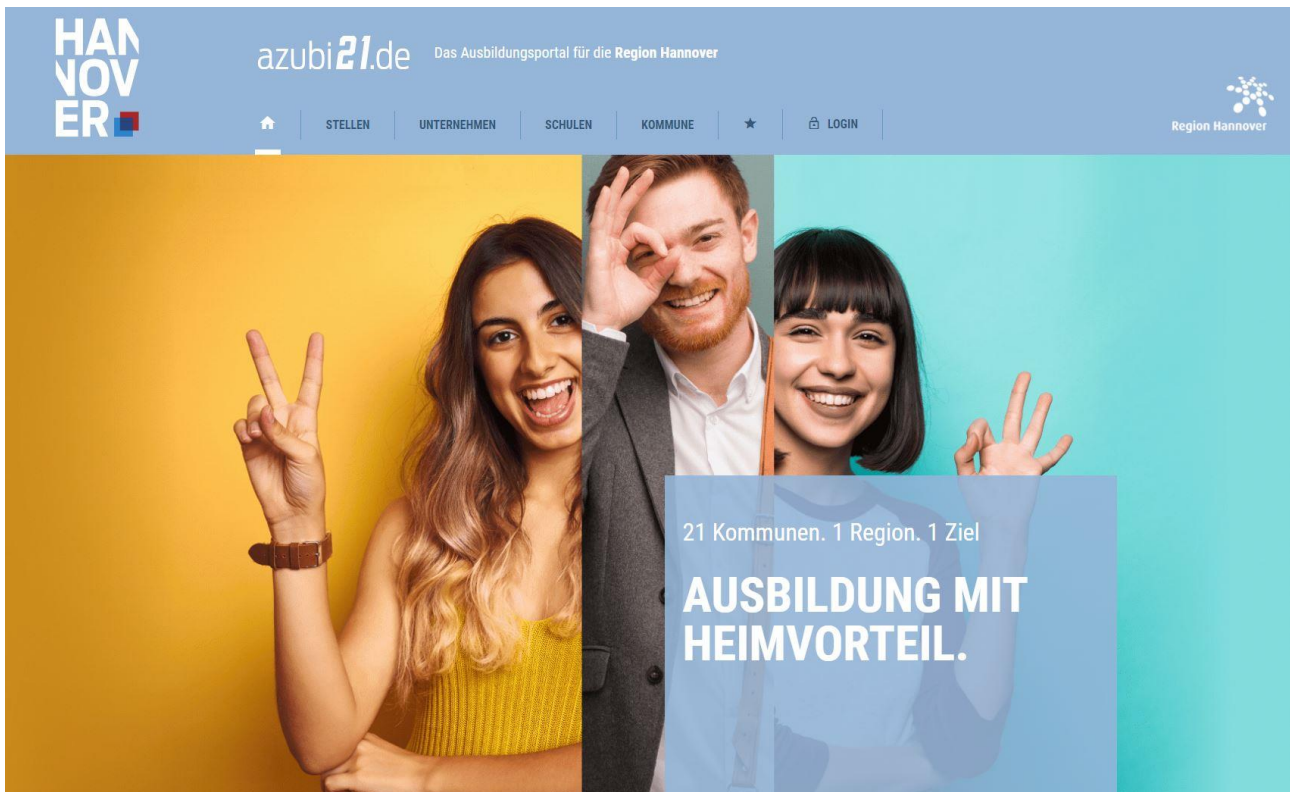 HAN
NOV
ER
azubi21.de
Das Ausbildungsportal für die Region Hannover
STELLEN
UNTERNEHMEN
SCHULEN
KOMMUNE
LOGIN
Region Hannover
21 Kommunen. 1 Region. 1 Ziel
AUSBILDUNG MIT
HEIMVORTEIL.